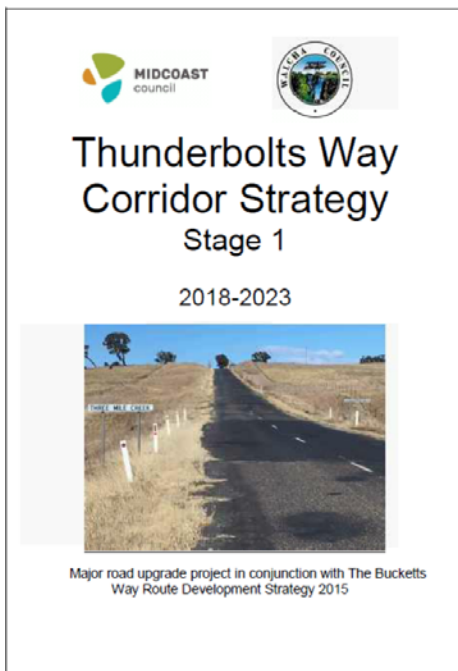 MIDCOAST
council
WALCHA COUNCIL
Thunderbolts Way
Corridor Strategy
Stage 1
2018-2023
THREE MILE CREEK
Major road upgrade project in conjunction with The Bucketts
Way Route Development Strategy 2015